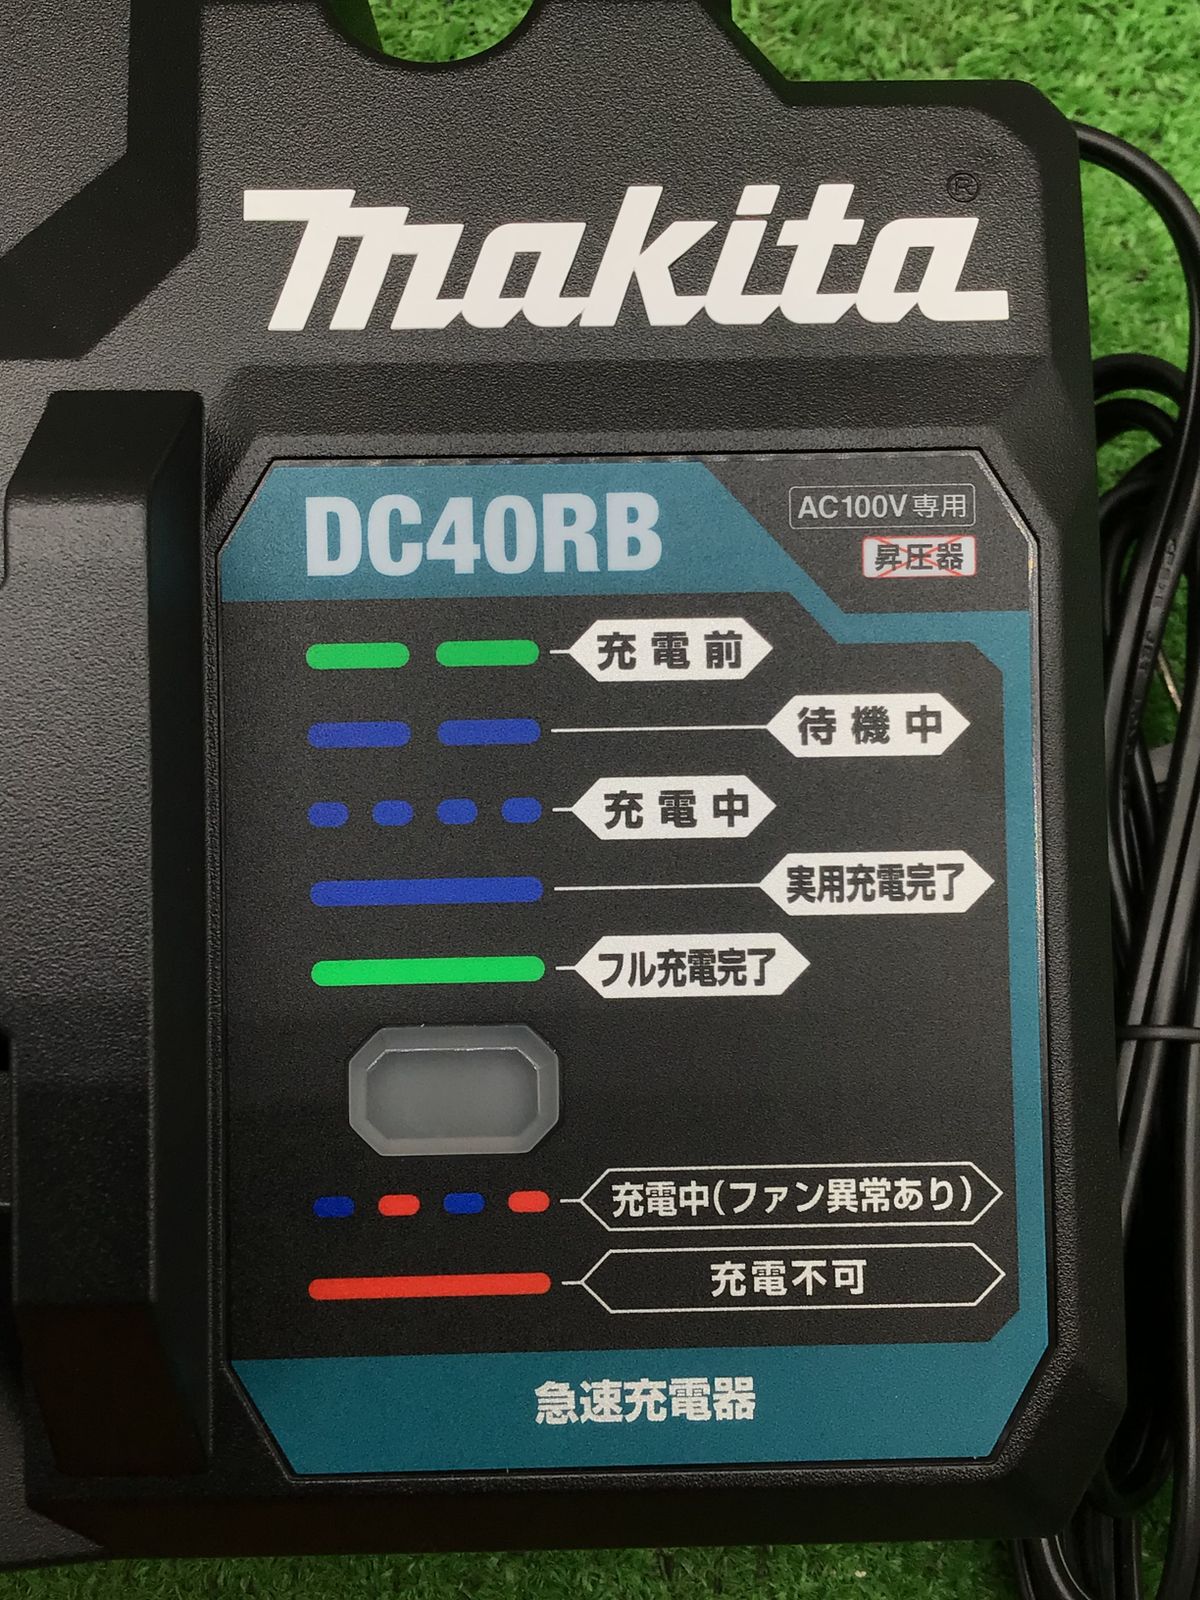 makita®
DC40RB
AC100V専用
昇圧器
充電前
待機中
充電中
実用充電完了
フル充電完了
充電中(ファン異常あり)
充電不可
急速充電器